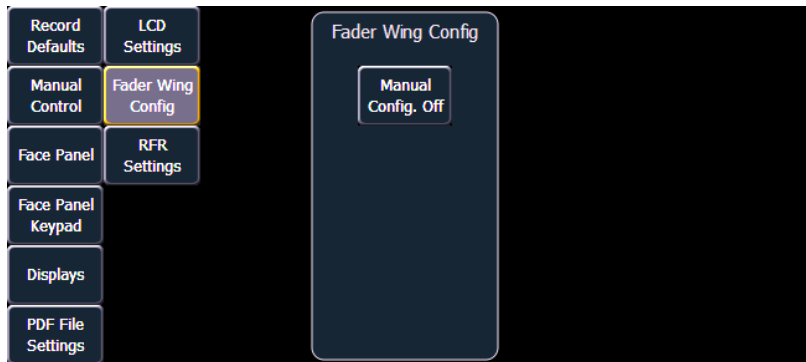 Record
Defaults
LCD
Settings
Fader Wing Config
Manual
Control
Fader Wing
Config
Manual
Config. Off
Face Panel
RFR
Settings
Face Panel
Keypad
Displays
PDF File
Settings